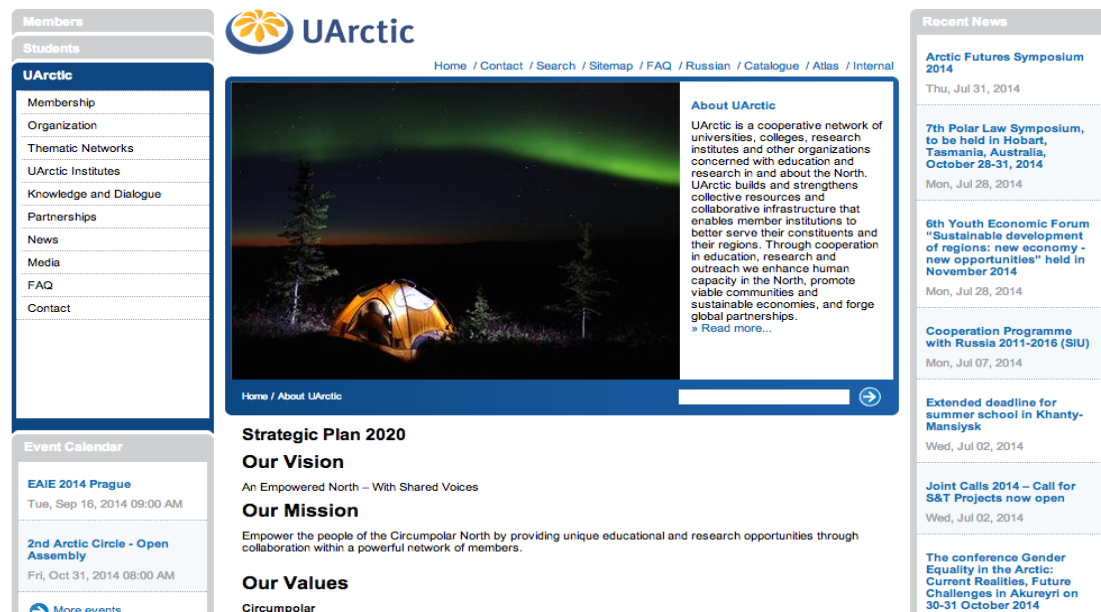 Members
Students
UArctic
Membership
Organization
Thematic Networks
UArctic Institutes
Knowledge and Dialogue
Partnerships
News
Media
FAQ
Contact
Event Calendar
EAIE 2014 Prague
Tue, Sep 16, 2014 09:00 AM
2nd Arctic Circle - Open
Assembly
Fri, Oct 31, 2014 08:00 AM
More events
UArctic
Home / Contact / Search / Sitemap / FAQ / Russian / Catalogue / Atlas / Internal
About UArctic
UArctic is a cooperative network of
universities, colleges, research
institutes and other organizations
concerned with education and
research in and about the North.
UArctic builds and strengthens
collective resources and
collaborative infrastructure that
enables member institutions to
better serve their constituents and
their regions. Through cooperation
in education, research and
outreach we enhance human
capacity in the North, promote
viable communities and
sustainable economies, and forge
global partnerships.
» Read more...
Home / About UArctic
Strategic Plan 2020
Our Vision
An Empowered North – With Shared Voices
Our Mission
Empower the people of the Circumpolar North by providing unique educational and research opportunities through
collaboration within a powerful network of members.
Our Values
Circumpolar
Recent News
Arctic Futures Symposium
2014
Thu, Jul 31, 2014
7th Polar Law Symposium,
to be held in Hobart,
Tasmania, Australia,
October 28-31, 2014
Mon, Jul 28, 2014
6th Youth Economic Forum
“Sustainable development
of regions: new economy -
new opportunities” held in
November 2014
Mon, Jul 28, 2014
Cooperation Programme
with Russia 2011-2016 (SIU)
Mon, Jul 07, 2014
Extended deadline for
summer school in Khanty-
Mansiysk
Wed, Jul 02, 2014
Joint Calls 2014 – Call for
S&T Projects now open
Wed, Jul 02, 2014
The conference Gender
Equality in the Arctic:
Current Realities, Future
Challenges in Akureyri on
30-31 October 2014